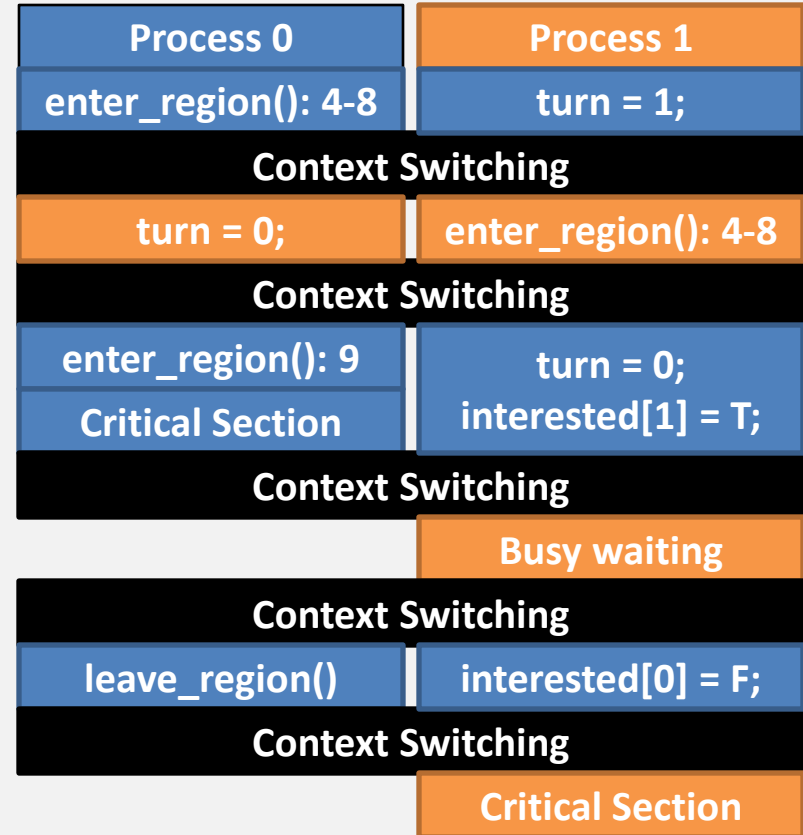 Process 0
Process 1
enter_region(): 4-8
turn = 1;
Context Switching
turn = 0;
enter_region(): 4-8
Context Switching
enter_region(): 9
Critical Section
turn = 0;
interested[1] = T;
Context Switching
Busy waiting
Context Switching
leave_region()
interested[0] = F;
Context Switching
Critical Section